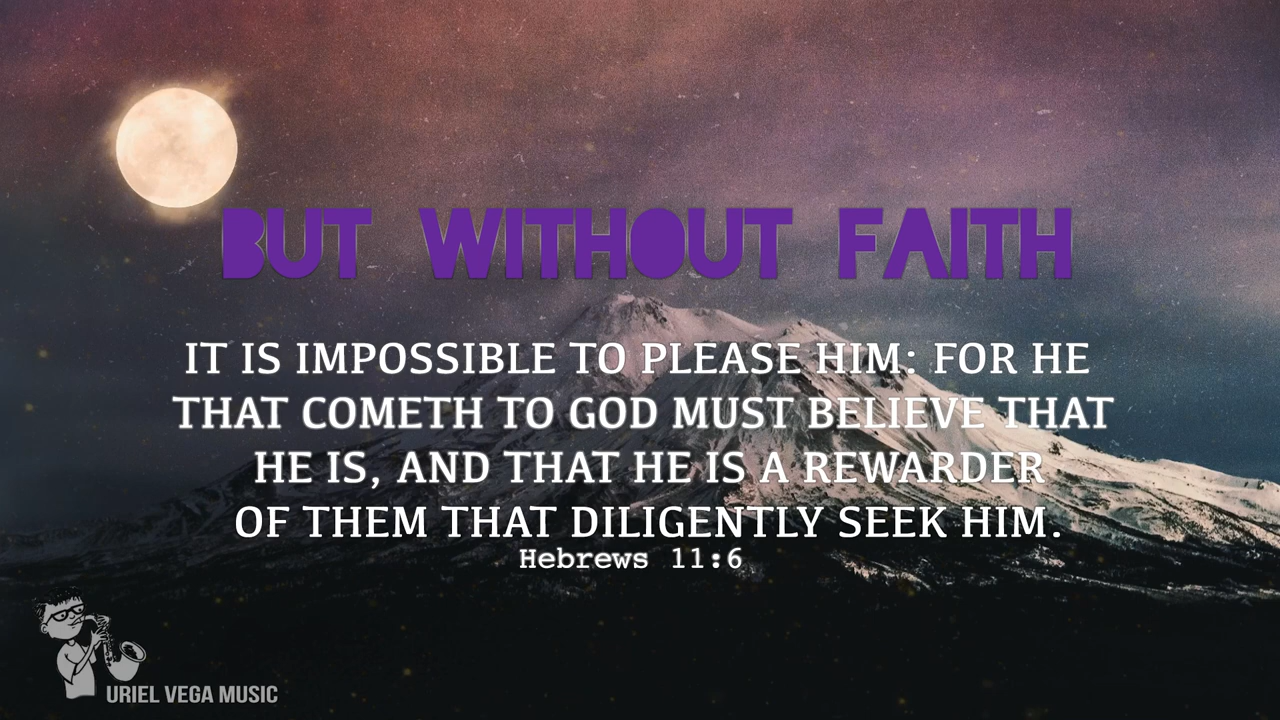 BUT WITHOUT FAITH
IT IS IMPOSSIBLE TO PLEASE HIM: FOR HE
THAT COMETH TO GOD MUST BELIEVE THAT
HE IS, AND THAT HE IS A REWARDER
OF THEM THAT DILIGENTLY SEEK HIM.
Hebrews 11:6
URIEL VEGA MUSIC